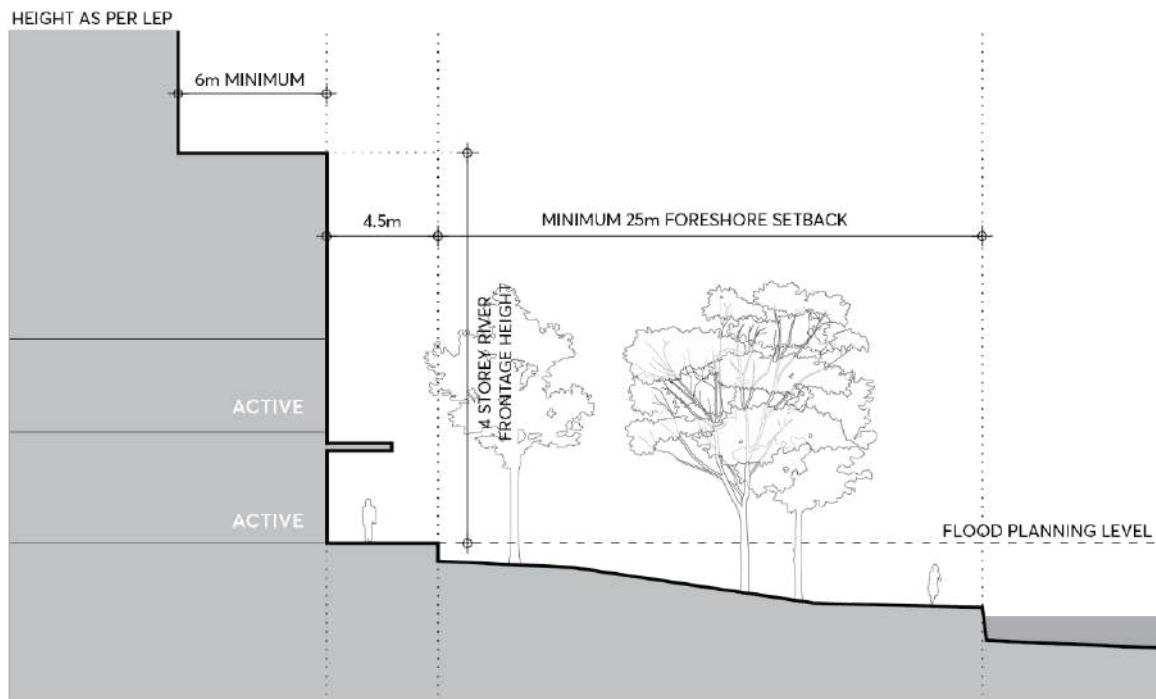 HEIGHT AS PER LEP
6m MINIMUM
4.5m
MINIMUM 25m FORESHORE SETBACK
4 STOREY RIVER
FRONTAGE HEIGHT
ACTIVE
ACTIVE
FLOOD PLANNING LEVEL